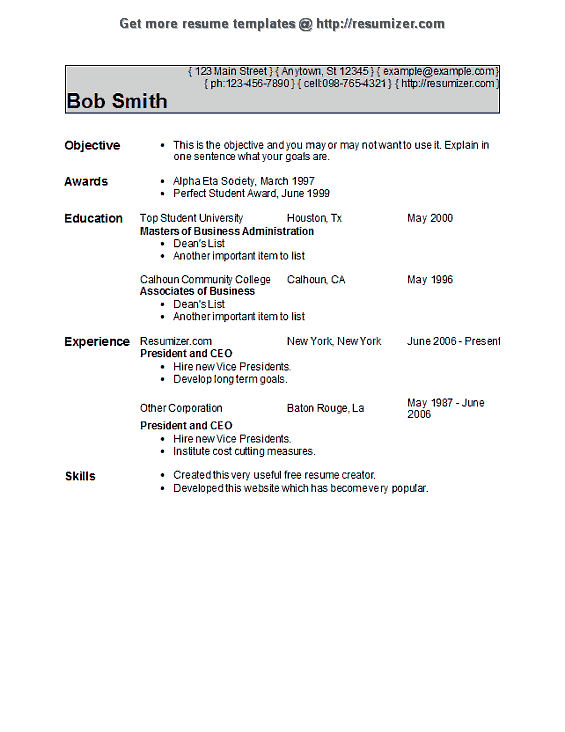 Get more resume templates @ http://resumizer.com
{ 123 Main Street } { Anytown, St 12345 } { example@example.com }
{ ph:123-456-7890 } { cell:098-765-4321 } { http://resumizer.com }
Bob Smith
Objective • This is the objective and you may or may not want to use it. Explain in
one sentence what your goals are.
Awards • Alpha Eta Society, March 1997
• Perfect Student Award, June 1999
Education Top Student University Houston, Tx May 2000
Masters of Business Administration
• Dean's List
• Another important item to list
Calhoun Community College Calhoun, CA May 1996
Associates of Business
• Dean's List
• Another important item to list
Experience Resumizer.com New York, New York June 2006 - Present
President and CEO
• Hire new Vice Presidents.
• Develop long term goals.
Other Corporation Baton Rouge, La May 1987 - June
2006
President and CEO
• Hire new Vice Presidents.
• Institute cost cutting measures.
Skills • Created this very useful free resume creator.
• Developed this website which has become very popular.